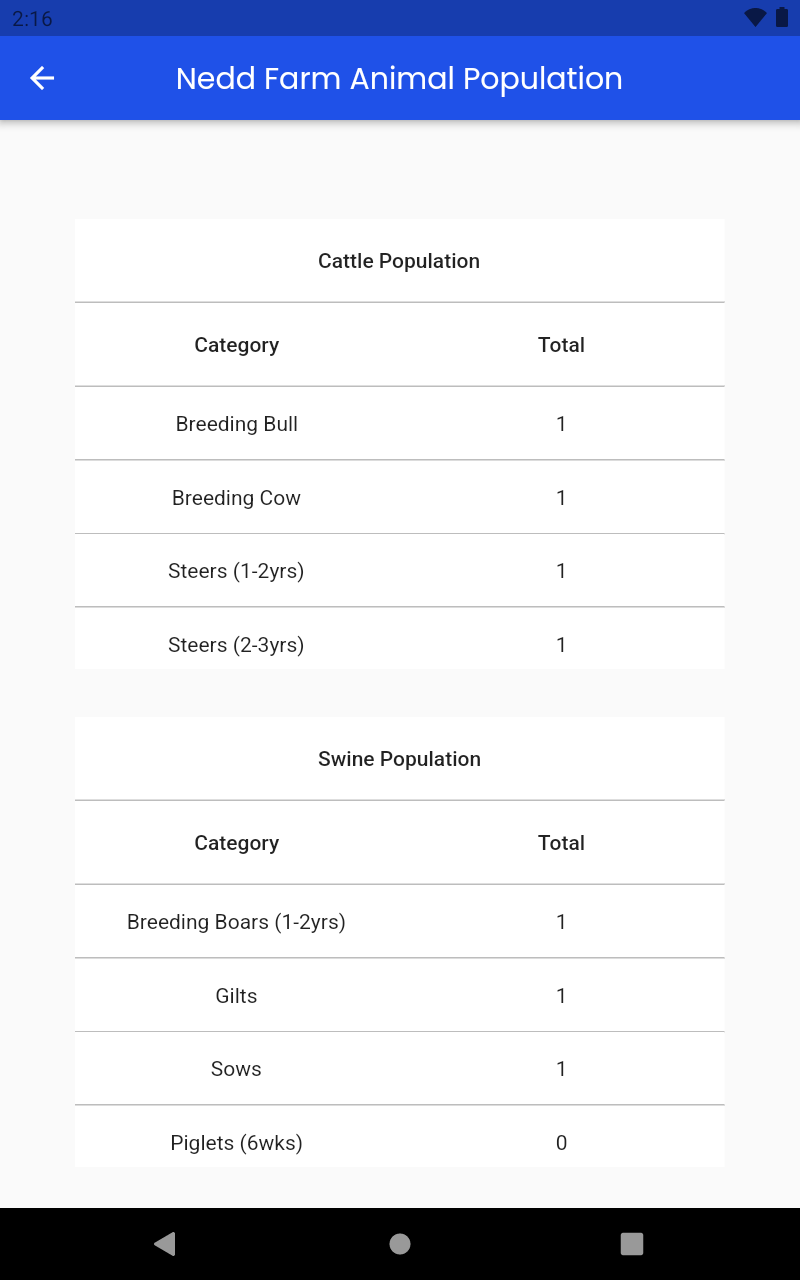 2:16
Nedd Farm Animal Population
Cattle Population
Category Total
Breeding Bull 1
Breeding Cow 1
Steers (1-2yrs) 1
Steers (2-3yrs) 1
Swine Population
Category Total
Breeding Boars (1-2yrs) 1
Gilts 1
Sows 1
Piglets (6wks) 0